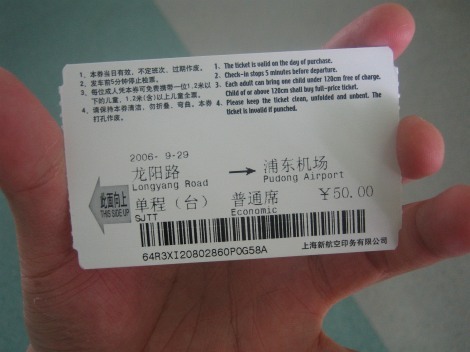 1、本券当日有效，不定班次、过期作废。
2、发车前5分钟停止检票。
3、每位成人凭本券可免费携带一位1.2米以
下的儿童，1.2米(含)以上儿童全票。
4、请保持本券清洁，勿折叠、弯曲。本券
打孔作废。
1. The ticket is valid on the day of purchase.
2. Check-in stops 5 minutes before departure.
3. Each adult can bring one child under 120cm free of charge.
Child of or above 120cm shall buy full-price ticket.
4. Please keep the ticket clean, unfolded and unbent. The
ticket is invalid if punched.
2006- 9-29
龙阳路 → 浦东机场
Longyang Road Pudong Airport
此面向上
THIS SIDE UP
单程（台） 普通席 ￥50.00
SJTT Economic
64R3XI20802860P0G58A
上海新航空印务有限公司